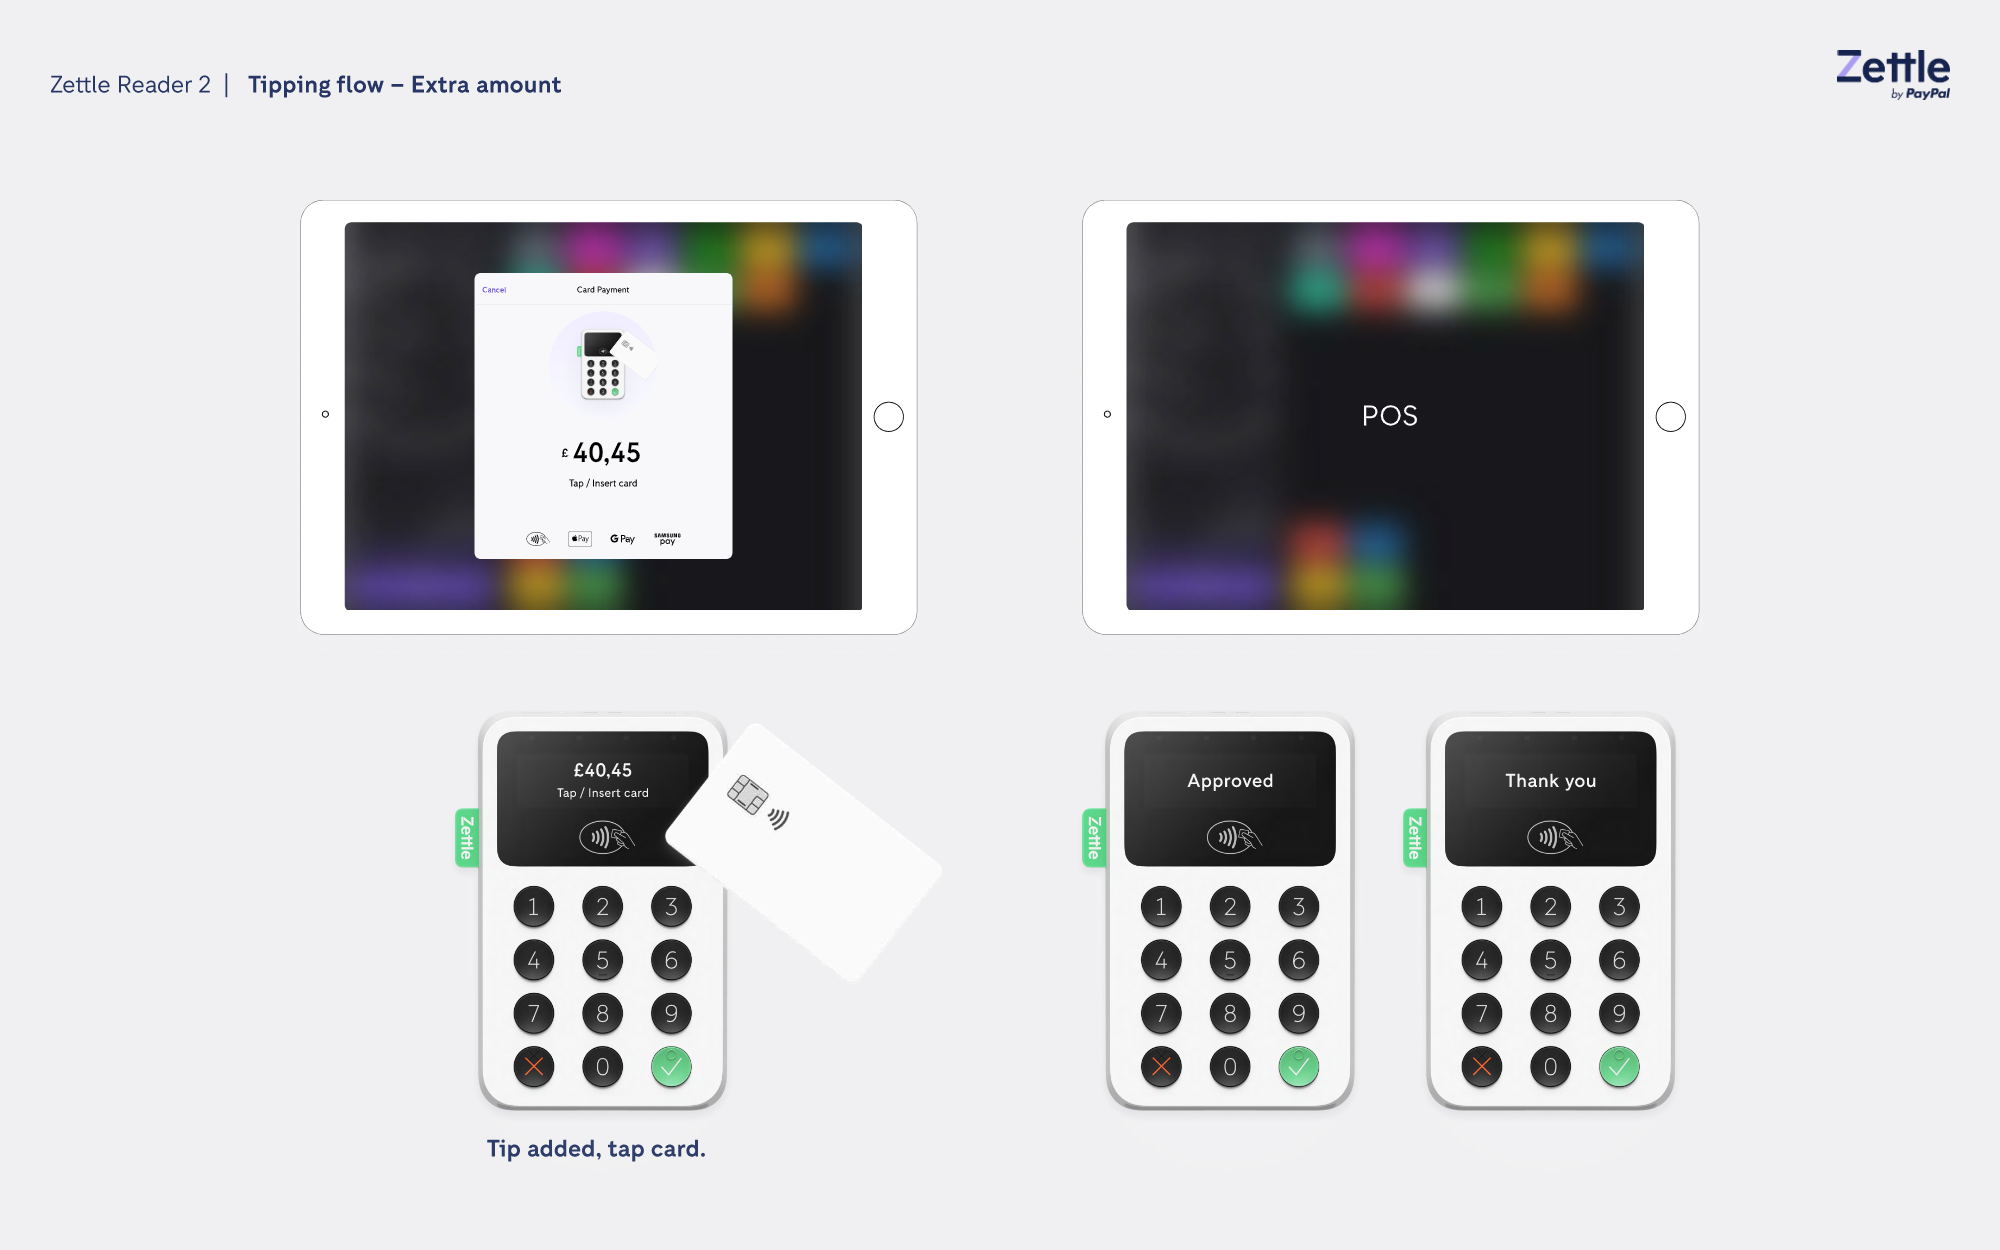 Zettle Reader 2 | Tipping flow – Extra amount
Zettle
by PayPal
Cancel
Card Payment
£ 40,45
Tap / Insert card
Pay
G Pay
SAMSUNG
pay
POS
£40,45
Tap / Insert card
Zettle
1 2 3
4 5 6
7 8 9
0
Tip added, tap card.
Approved
Zettle
1 2 3
4 5 6
7 8 9
0
Thank you
Zettle
1 2 3
4 5 6
7 8 9
0